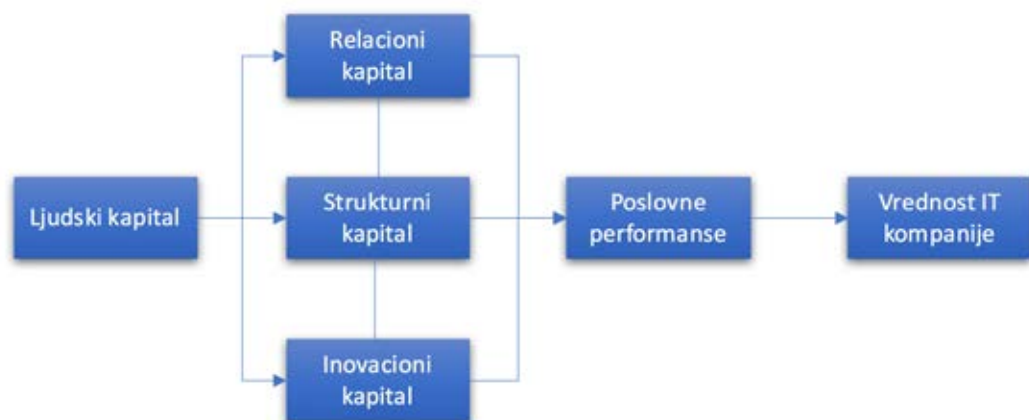 Relacioni
kapital
Ljudski kapital
Strukturni
kapital
Poslovne
performanse
Vrednost IT
kompanije
Inovacioni
kapital